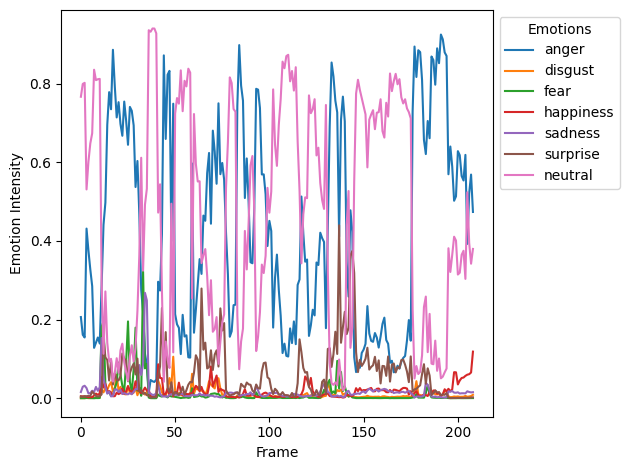 Emotions
anger
disgust
fear
happiness
sadness
surprise
neutral
0.8
0.6
0.4
0.2
0.0
Emotion Intensity
0 50 100 150 200
Frame